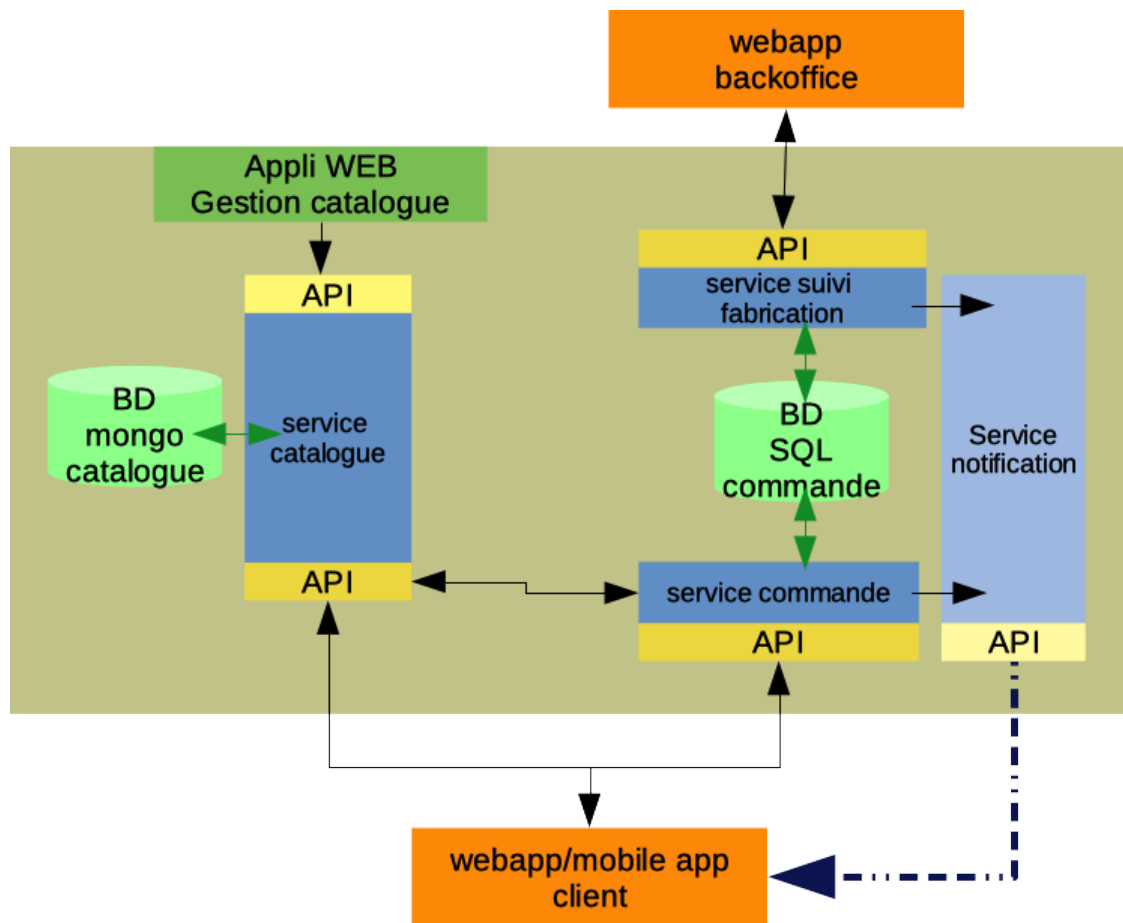 webapp
backoffice
Appli WEB
Gestion catalogue
API
service suivi
fabrication
API
BD
mongo
catalogue
service
catalogue
BD
SQL
commande
Service
notification
API
service commande
API
API
webapp/mobile app
client